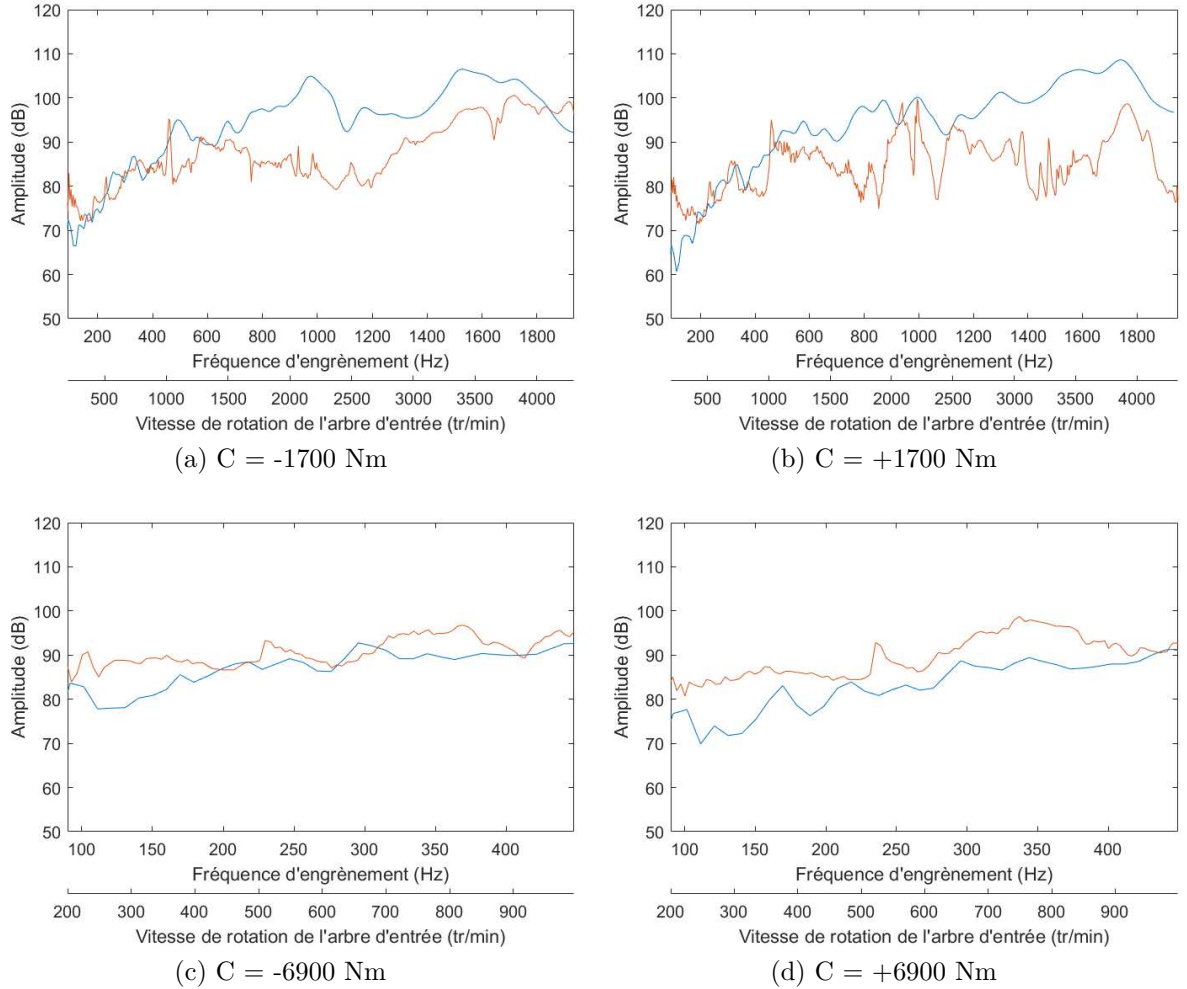 120
110
100
90
80
70
60
50
Amplitude (dB)
200 400 600 800 1000 1200 1400 1600 1800
Fréquence d'engrènement (Hz)
500 1000 1500 2000 2500 3000 3500 4000
Vitesse de rotation de l'arbre d'entrée (tr/min)
(a) C = -1700 Nm
120
110
100
90
80
70
60
50
Amplitude (dB)
200 400 600 800 1000 1200 1400 1600 1800
Fréquence d'engrènement (Hz)
500 1000 1500 2000 2500 3000 3500 4000
Vitesse de rotation de l'arbre d'entrée (tr/min)
(b) C = +1700 Nm
120
110
100
90
80
70
60
50
Amplitude (dB)
100 150 200 250 300 350 400
Fréquence d'engrènement (Hz)
200 300 400 500 600 700 800 900
Vitesse de rotation de l'arbre d'entrée (tr/min)
(c) C = -6900 Nm
120
110
100
90
80
70
60
50
Amplitude (dB)
100 150 200 250 300 350 400
Fréquence d'engrènement (Hz)
200 300 400 500 600 700 800 900
Vitesse de rotation de l'arbre d'entrée (tr/min)
(d) C = +6900 Nm